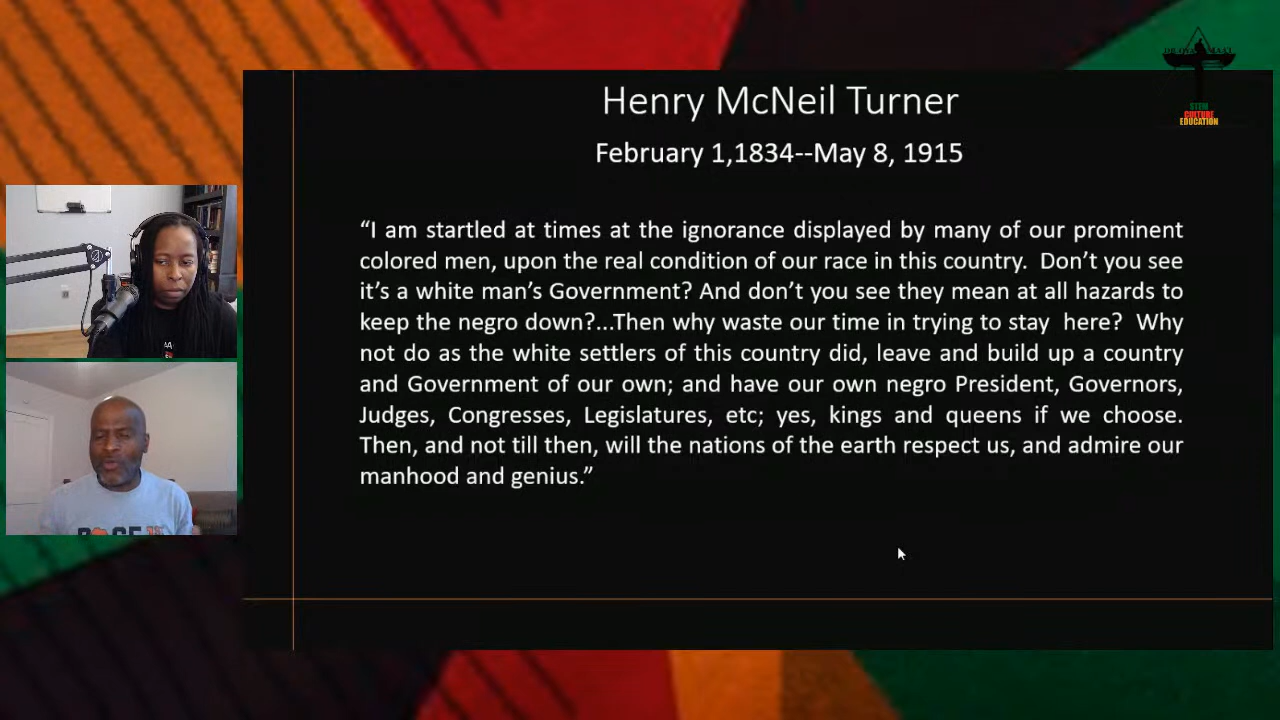 Henry McNeil Turner
February 1,1834--May 8, 1915
“I am startled at times at the ignorance displayed by many of our prominent
colored men, upon the real condition of our race in this country.  Don’t you see
it’s a white man’s Government? And don’t you see they mean at all hazards to
keep the negro down?...Then why waste our time in trying to stay  here?  Why
not do as the white settlers of this country did, leave and build up a country
and Government of our own; and have our own negro President, Governors,
Judges, Congresses, Legislatures, etc; yes, kings and queens if we choose.
Then, and not till then, will the nations of the earth respect us, and admire our
manhood and genius.”
STEM
CULTURE
EDUCATION